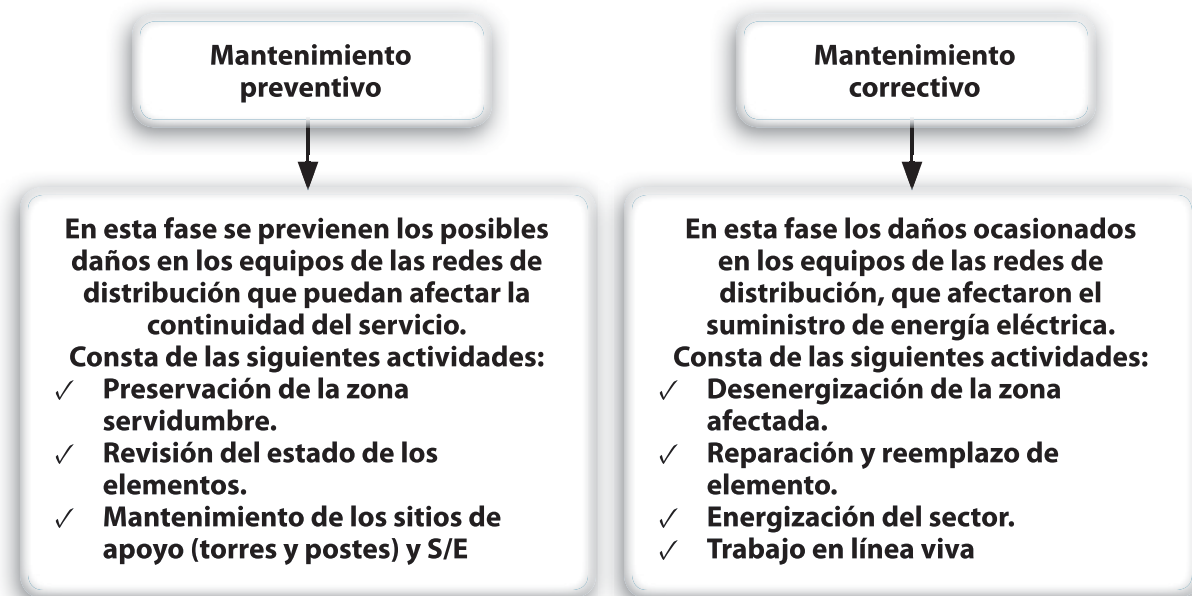 Mantenimiento
preventivo
En esta fase se previenen los posibles
daños en los equipos de las redes de
distribución que puedan afectar la
continuidad del servicio.
Consta de las siguientes actividades:
✓ Preservación de la zona
servidumbre.
✓ Revisión del estado de los
elementos.
✓ Mantenimiento de los sitios de
apoyo (torres y postes) y S/E
Mantenimiento
correctivo
En esta fase los daños ocasionados
en los equipos de las redes de
distribución, que afectaron el
suministro de energía eléctrica.
Consta de las siguientes actividades:
✓ Desenergización de la zona
afectada.
✓ Reparación y reemplazo de
elemento.
✓ Energización del sector.
✓ Trabajo en línea viva